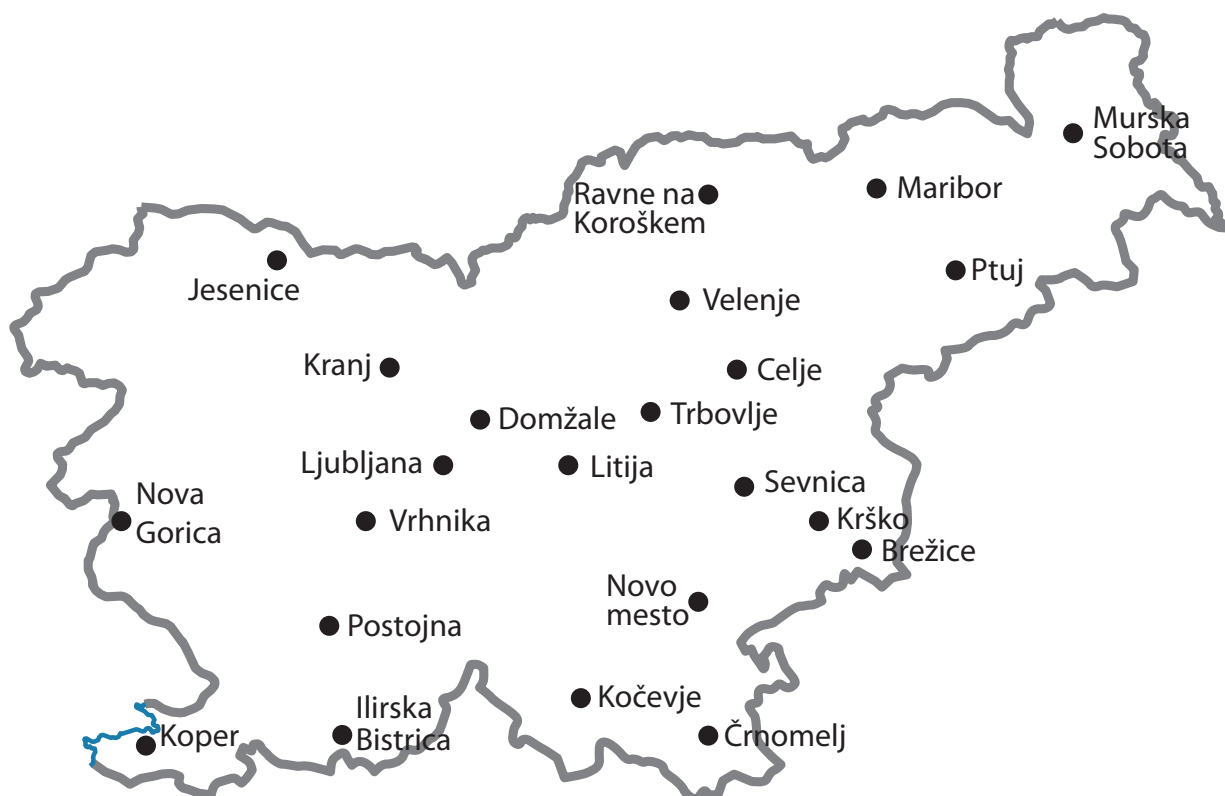 Murska
Sobota
Ravne na
Koroškem
Maribor
Jesenice
Ptuj
Velenje
Kranj
Celje
Domžale
Trbovlje
Ljubljana
Litija
Sevnica
Nova
Gorica
Vrhnika
Krško
Brežice
Novo
mesto
Postojna
Kočevje
Ilirska
Bistrica
Koper
Črnomelj